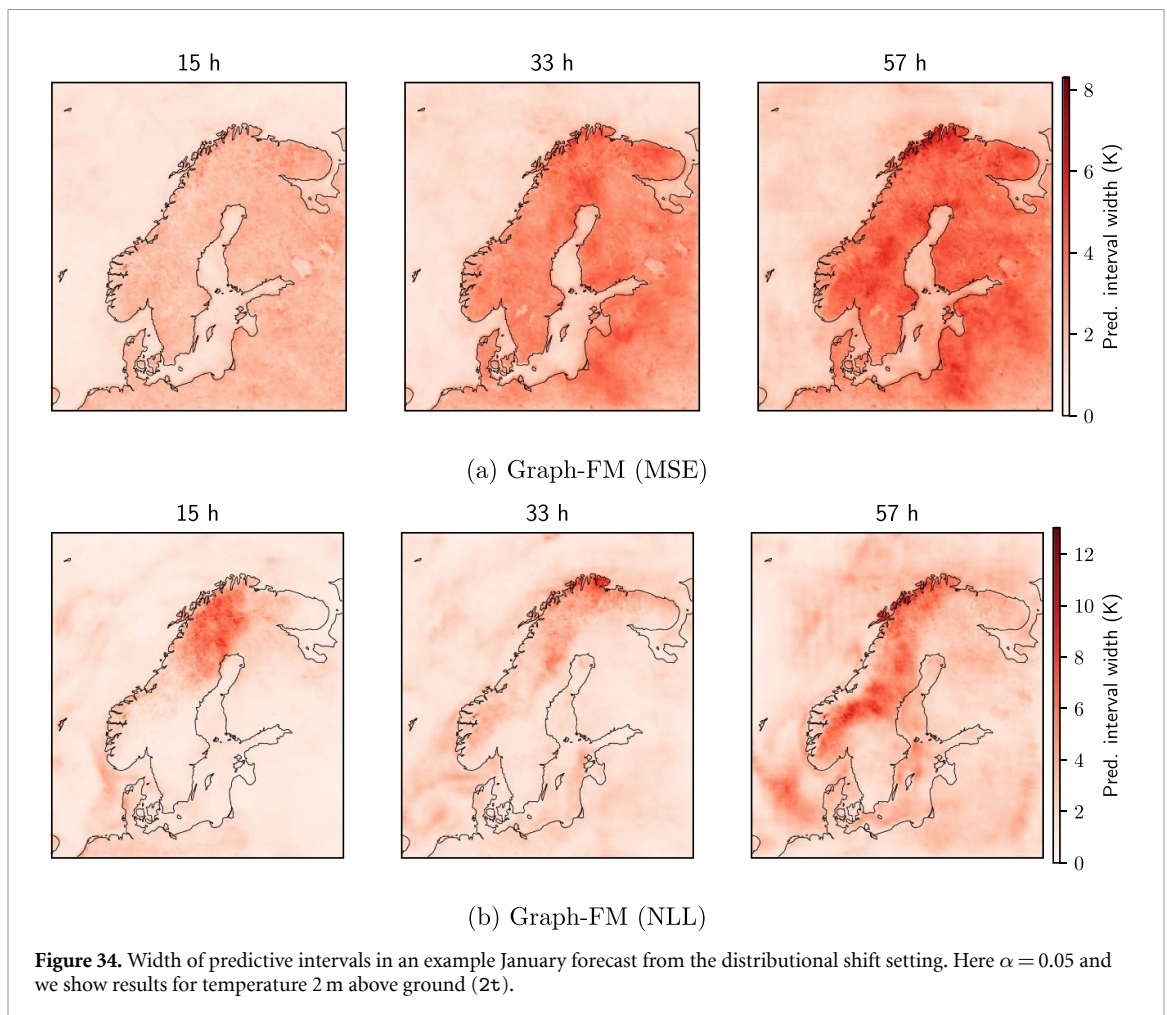 15 h
33 h
57 h
8
6
4
2
0
Pred. interval width (K)
(a) Graph-FM (MSE)
15 h
33 h
57 h
12
10
8
6
4
2
0
Pred. interval width (K)
(b) Graph-FM (NLL)
Figure 34. Width of predictive intervals in an example January forecast from the distributional shift setting. Here α = 0.05 and
we show results for temperature 2 m above ground (2t).